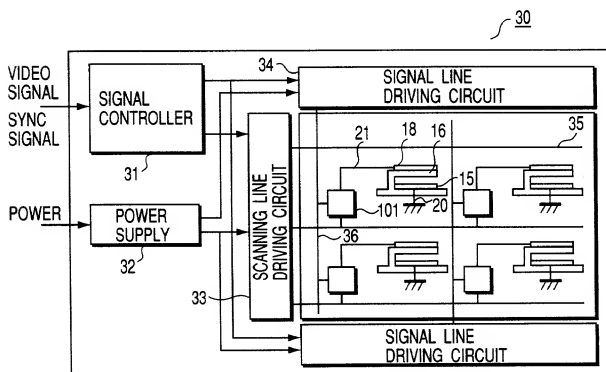 30
34
VIDEO
SIGNAL
SYNC
SIGNAL
SIGNAL
CONTROLLER
31
SIGNAL LINE
DRIVING CIRCUIT
21
18
16
35
15
20
101
POWER
POWER
SUPPLY
32
SCANNING LINE
DRIVING CIRCUIT
33
36
SIGNAL LINE
DRIVING CIRCUIT